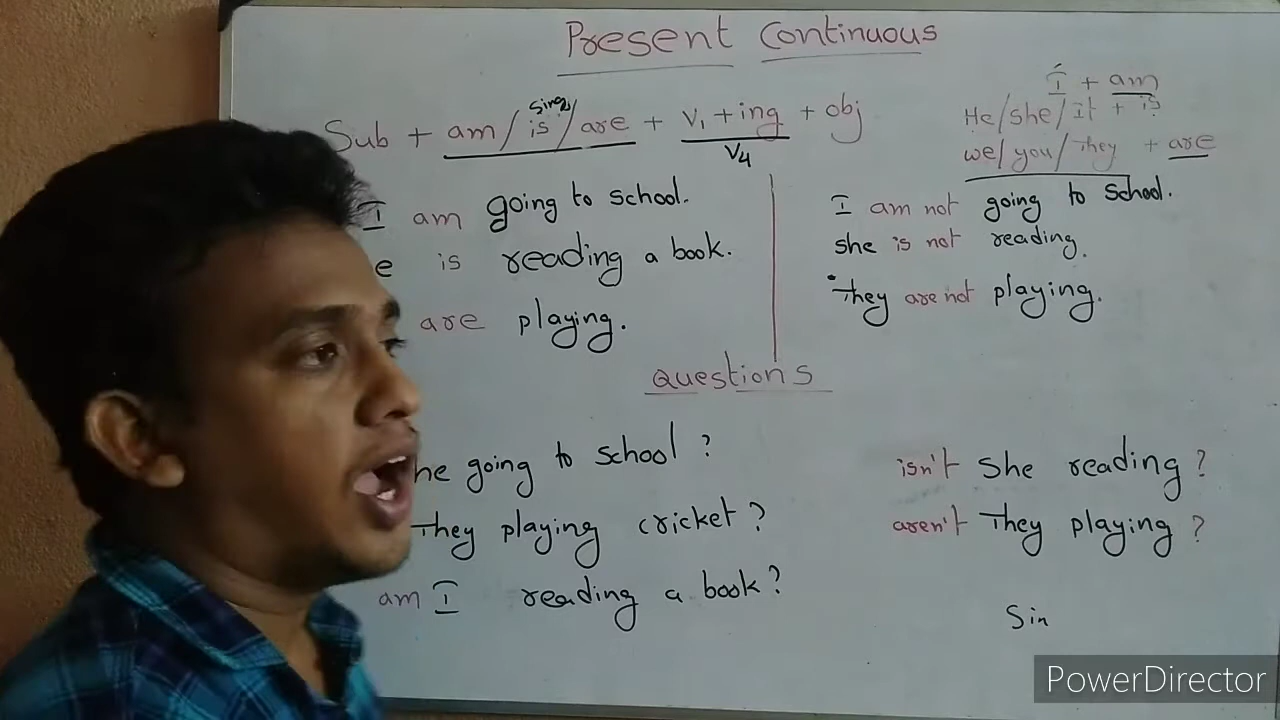 Present Continuous
Sub + am / is / are + V1 + ing + obj
Sing
V4
I + am
He/she/It + is
we/you/They + are
I am going to school.
e is reading a book.
are playing.
I am not going to school.
she is not reading.
They are not playing.
Questions
he going to school ?
They playing cricket ?
am I reading a book ?
isn't She reading ?
aren't They playing ?
Sin
PowerDirector